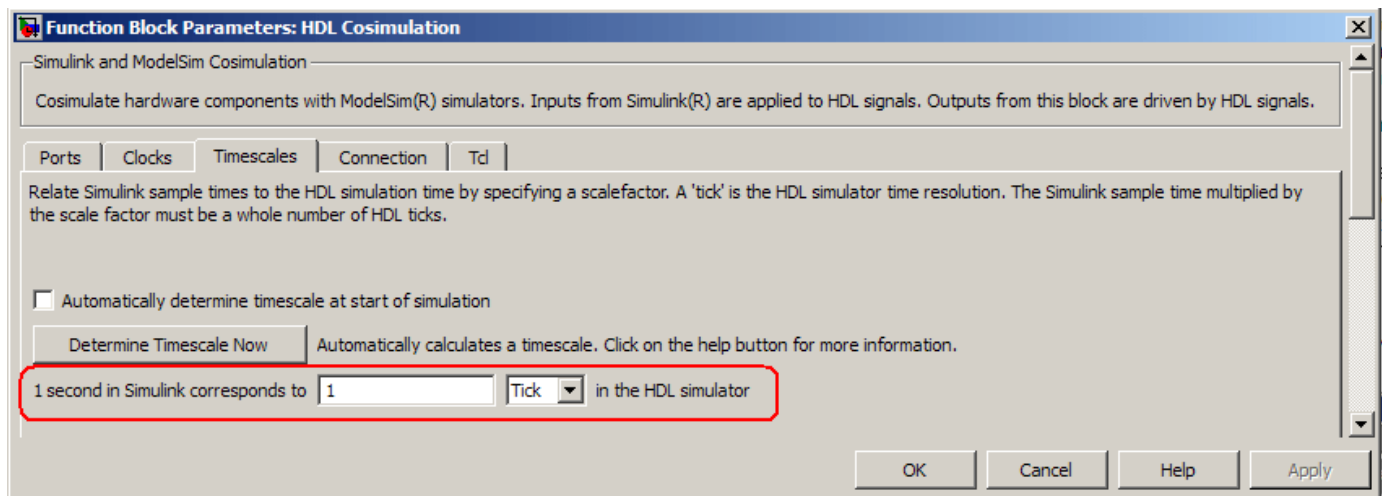 Function Block Parameters: HDL Cosimulation
Simulink and ModelSim Cosimulation
Cosimulate hardware components with ModelSim(R) simulators. Inputs from Simulink(R) are applied to HDL signals. Outputs from this block are driven by HDL signals.
Ports Clocks Timescales Connection Tcl
Relate Simulink sample times to the HDL simulation time by specifying a scalefactor. A 'tick' is the HDL simulator time resolution. The Simulink sample time multiplied by
the scale factor must be a whole number of HDL ticks.
Automatically determine timescale at start of simulation
Determine Timescale Now Automatically calculates a timescale. Click on the help button for more information.
1 second in Simulink corresponds to 1 Tick in the HDL simulator
OK Cancel Help Apply